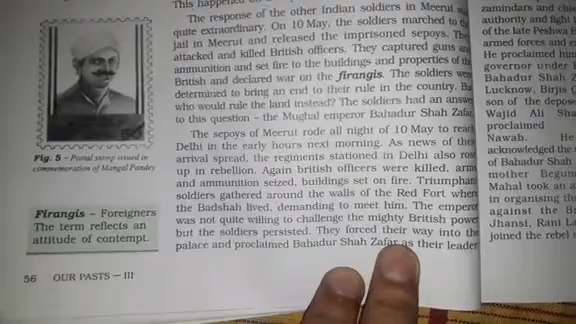 This happened on
The response of the other Indian soldiers in Meerut was
quite extraordinary. On 10 May, the soldiers marched to the
jail in Meerut and released the imprisoned sepoys. They
attacked and killed British officers. They captured guns and
ammunition and set fire to the buildings and properties of the
British and declared war on the firangis. The soldiers were
determined to bring an end to their rule in the country. But
who would rule the land instead? The soldiers had an answer
to this question – the Mughal emperor Bahadur Shah Zafar.
The sepoys of Meerut rode all night of 10 May to reach
Delhi in the early hours next morning. As news of their
arrival spread, the regiments stationed in Delhi also rose
up in rebellion. Again british officers were killed, arms
and ammunition seized, buildings set on fire. Triumphant
soldiers gathered around the walls of the Red Fort where
the Badshah lived, demanding to meet him. The emperor
was not quite willing to challenge the mighty British power
but the soldiers persisted. They forced their way into the
palace and proclaimed Bahadur Shah Zafar as their leader
Fig. 5 – Postal stamp issued in
commemoration of Mangal Pandey
Firangis – Foreigners
The term reflects an
attitude of contempt.
56 OUR PASTS – III
zamindars and
authority and fight
of the late Peshwa
armed forces and
He proclaimed
governor under
Bahadur Shah
Lucknow, Birjis
son of the
Wajid Ali
proclaimed
Nawab. He
acknowledged the
of Bahadur Shah
mother Begum
Mahal took an
in organising the
against the
Jhansi, Rani
joined the rebel